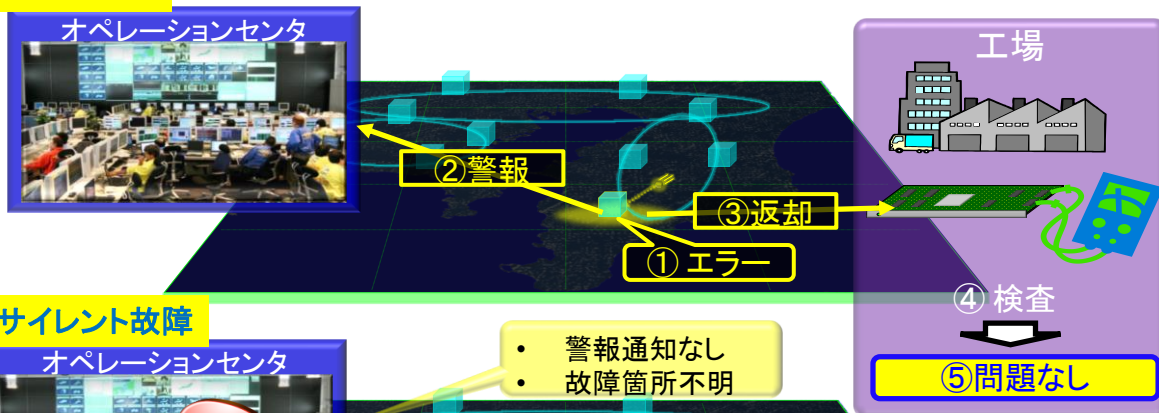 オペレーションセンタ
工場
②警報
③返却
① エラー
④ 検査
⑤問題なし
サイレント故障
オペレーションセンタ
• 警報通知なし
• 故障箇所不明